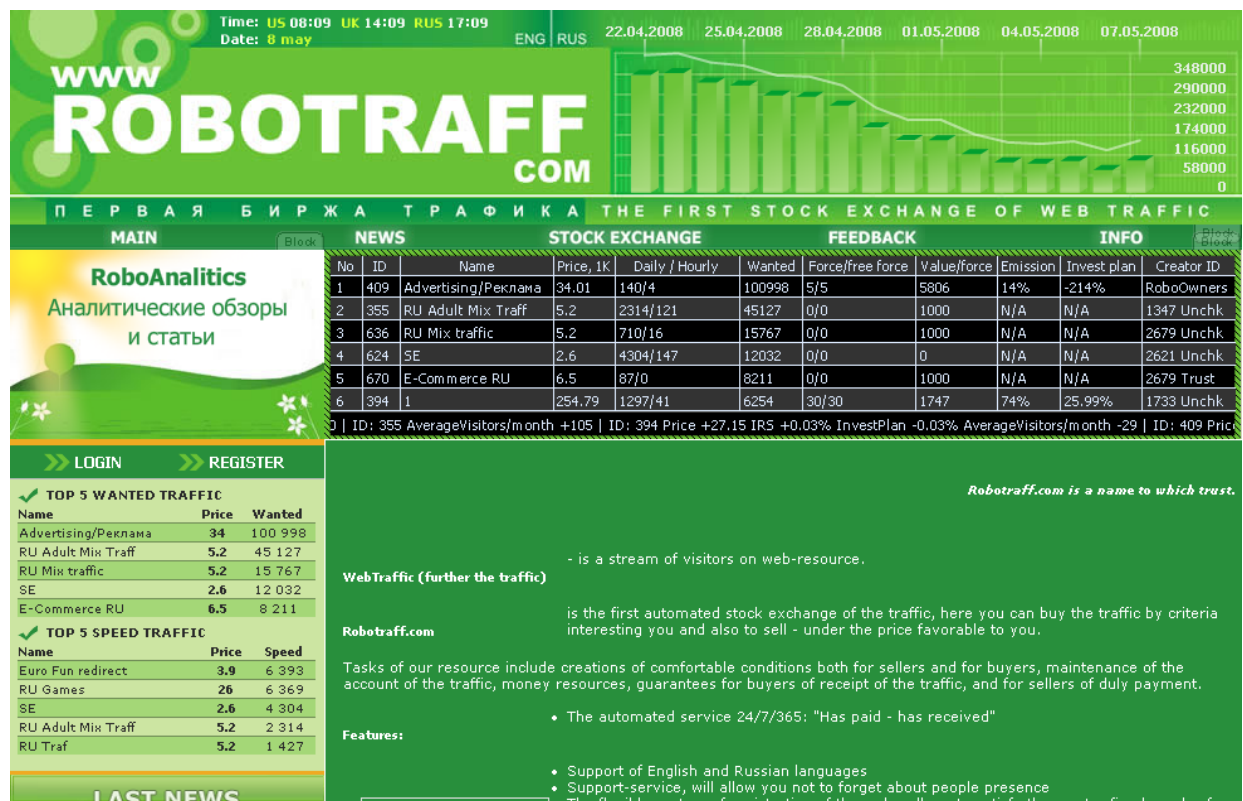 Time: US 08:09 UK 14:09 RUS 17:09
Date: 8 may
ENG RUS
22.04.2008 25.04.2008 28.04.2008 01.05.2008 04.05.2008 07.05.2008
348000
290000
232000
174000
116000
58000
0
www
ROBOTRAFF
COM
ПЕРВАЯ БИРЖА ТРАФИКА THE FIRST STOCK EXCHANGE OF WEB TRAFFIC
MAIN Block NEWS STOCK EXCHANGE FEEDBACK INFO
Block
RoboAnalitics
Аналитические обзоры
и статьи
No ID Name Price, 1K Daily / Hourly Wanted Force/free force Value/force Emission Invest plan Creator ID
1 409 Advertising/Реклама 34.01 140/4 100998 5/5 5806 14% -214% RoboOwners
2 355 RU Adult Mix Traff 5.2 2314/121 45127 0/0 1000 N/A N/A 1347 Unchk
3 636 RU Mix traffic 5.2 710/16 15767 0/0 1000 N/A N/A 2679 Unchk
4 624 SE 2.6 4304/147 12032 0/0 0 N/A N/A 2621 Unchk
5 670 E-Commerce RU 6.5 87/0 8211 0/0 1000 N/A N/A 2679 Trust
6 394 1 254.79 1297/41 6254 30/30 1747 74% 25.99% 1733 Unchk
| ID: 355 AverageVisitors/month +105 | ID: 394 Price +27.15 IRS +0.03% InvestPlan -0.03% AverageVisitors/month -29 | ID: 409
LOGIN REGISTER
TOP 5 WANTED TRAFFIC
Name Price Wanted
Advertising/Реклама 34 100 998
RU Adult Mix Traff 5.2 45 127
RU Mix traffic 5.2 15 767
SE 2.6 12 032
E-Commerce RU 6.5 8 211
TOP 5 SPEED TRAFFIC
Name Price Speed
Euro Fun redirect 3.9 6 393
RU Games 26 6 369
SE 2.6 4 304
RU Adult Mix Traff 5.2 2 314
RU Traf 5.2 1 427
LAST NEWS
Robotraff.com is a name to which trust.
- is a stream of visitors on web-resource.
WebTraffic (further the traffic)
is the first automated stock exchange of the traffic, here you can buy the traffic by criteria
Robotraff.com interesting you and also to sell - under the price favorable to you.
Tasks of our resource include creations of comfortable conditions both for sellers and for buyers, maintenance of the
account of the traffic, money resources, guarantees for buyers of receipt of the traffic, and for sellers of duly payment.
• The automated service 24/7/365: "Has paid - has received"
Features:
• Support of English and Russian languages
• Support-service, will allow you not to forget about people presence